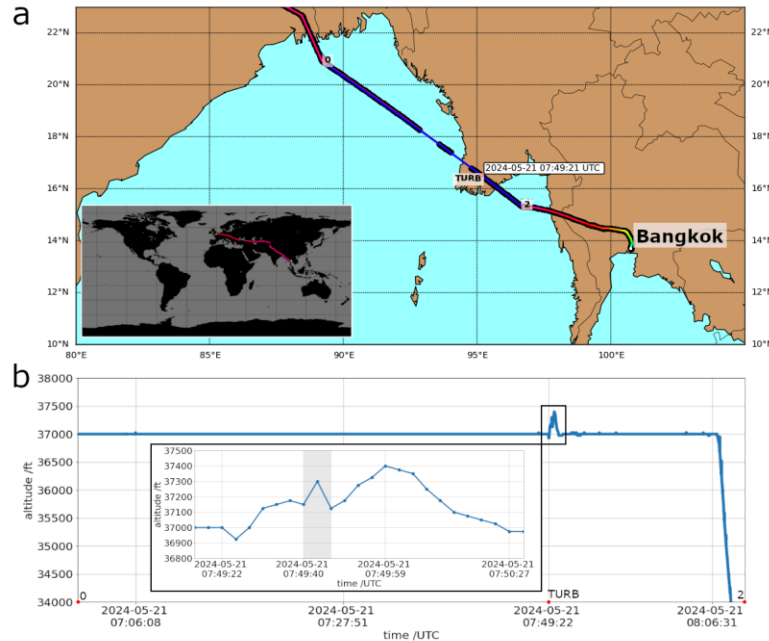 a
22°N
20°N
18°N
16°N
14°N
12°N
10°N
22°N
20°N
18°N
16°N
14°N
12°N
10°N
0
2024-05-21 07:49:21 UTC
TURB
2
Bangkok
80°E
85°E
90°E
95°E
100°E
b
38000
37500
37000
36500
36000
35500
35000
34500
34000
altitude /ft
37500
37400
37300
37200
37100
37000
36900
36800
altitude /ft
2024-05-21
07:49:22
2024-05-21
07:49:40
2024-05-21
07:49:59
2024-05-21
07:50:27
time /UTC
0
TURB
2
2024-05-21
07:06:08
2024-05-21
07:27:51
2024-05-21
07:49:22
2024-05-21
08:06:31
time /UTC